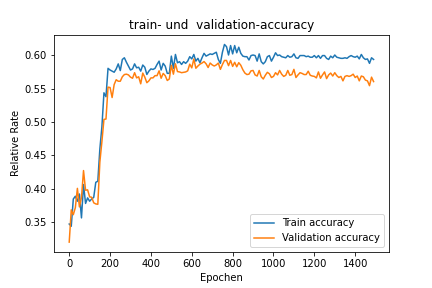 train- und  validation-accuracy
Relative Rate
0.60
0.55
0.50
0.45
0.40
0.35
0 200 400 600 800 1000 1200 1400
Epochen
Train accuracy
Validation accuracy